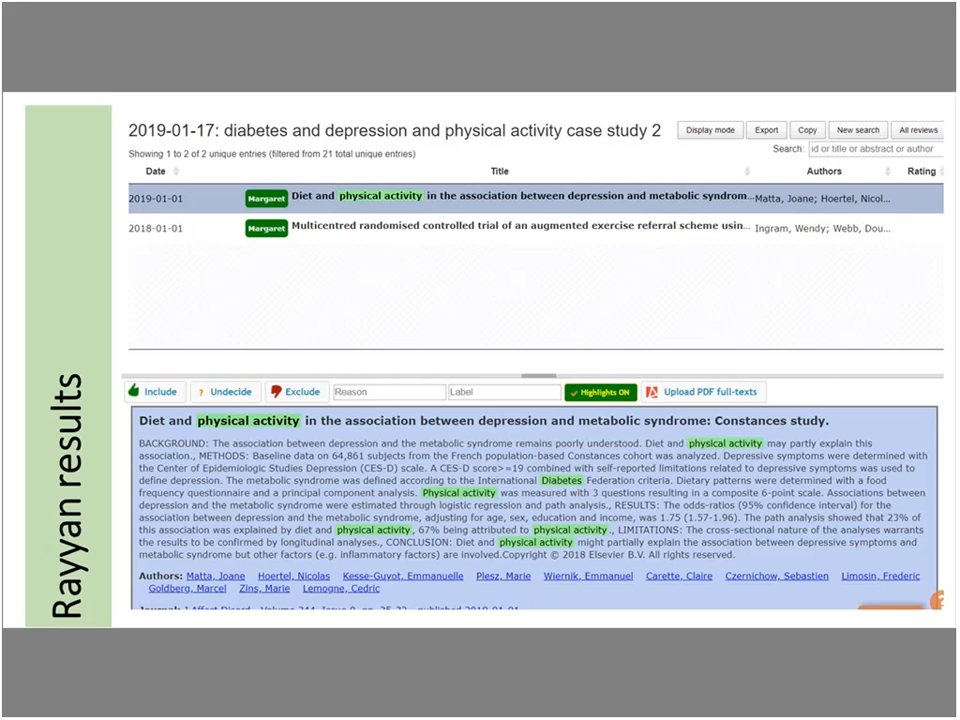 Rayyan results
2019-01-17: diabetes and depression and physical activity case study 2
Display mode Export Copy New search All reviews
Showing 1 to 2 of 2 unique entries (filtered from 21 total unique entries)
Search: id or title or abstract or author
Date Title Authors Rating
2019-01-01 Margaret Diet and physical activity in the association between depression and metabolic syndrom... Matta, Joane; Hoertel, Nicol...
2018-01-01 Margaret Multicentred randomised controlled trial of an augmented exercise referral scheme usin... Ingram, Wendy; Webb, Dou...
Include ? Undecide Exclude Reason Label Highlights ON Upload PDF full-texts
Diet and physical activity in the association between depression and metabolic syndrome: Constances study.
BACKGROUND: The association between depression and the metabolic syndrome remains poorly understood. Diet and physical activity may partly explain this
association., METHODS: Baseline data on 64,861 subjects from the French population-based Constances cohort was analyzed. Depressive symptoms were determined with
the Center of Epidemiologic Studies Depression (CES-D) scale. A CES-D score>=19 combined with self-reported limitations related to depressive symptoms was used to
define depression. The metabolic syndrome was defined according to the International Diabetes Federation criteria. Dietary patterns were determined with a food
frequency questionnaire and a principal component analysis. Physical activity was measured with 3 questions resulting in a composite 6-point scale. Associations between
depression and the metabolic syndrome were estimated through logistic regression and path analysis., RESULTS: The odds-ratios (95% confidence interval) for the
association between depression and the metabolic syndrome, adjusting for age, sex, education and income, was 1.75 (1.57-1.96). The path analysis showed that 23% of
this association was explained by diet and physical activity, 67% being attributed to physical activity., LIMITATIONS: The cross-sectional nature of the analyses warrants
the results to be confirmed by longitudinal analyses., CONCLUSION: Diet and physical activity might partially explain the association between depressive symptoms and
metabolic syndrome but other factors (e.g. inflammatory factors) are involved.Copyright © 2018 Elsevier B.V. All rights reserved.
Authors: Matta, Joane Hoertel, Nicolas Kesse-Guyot, Emmanuelle Plesz, Marie Wiernik, Emmanuel Carette, Claire Czernichow, Sebastien Limosin, Frederic
Goldberg, Marcel Zins, Marie Lemogne, Cedric